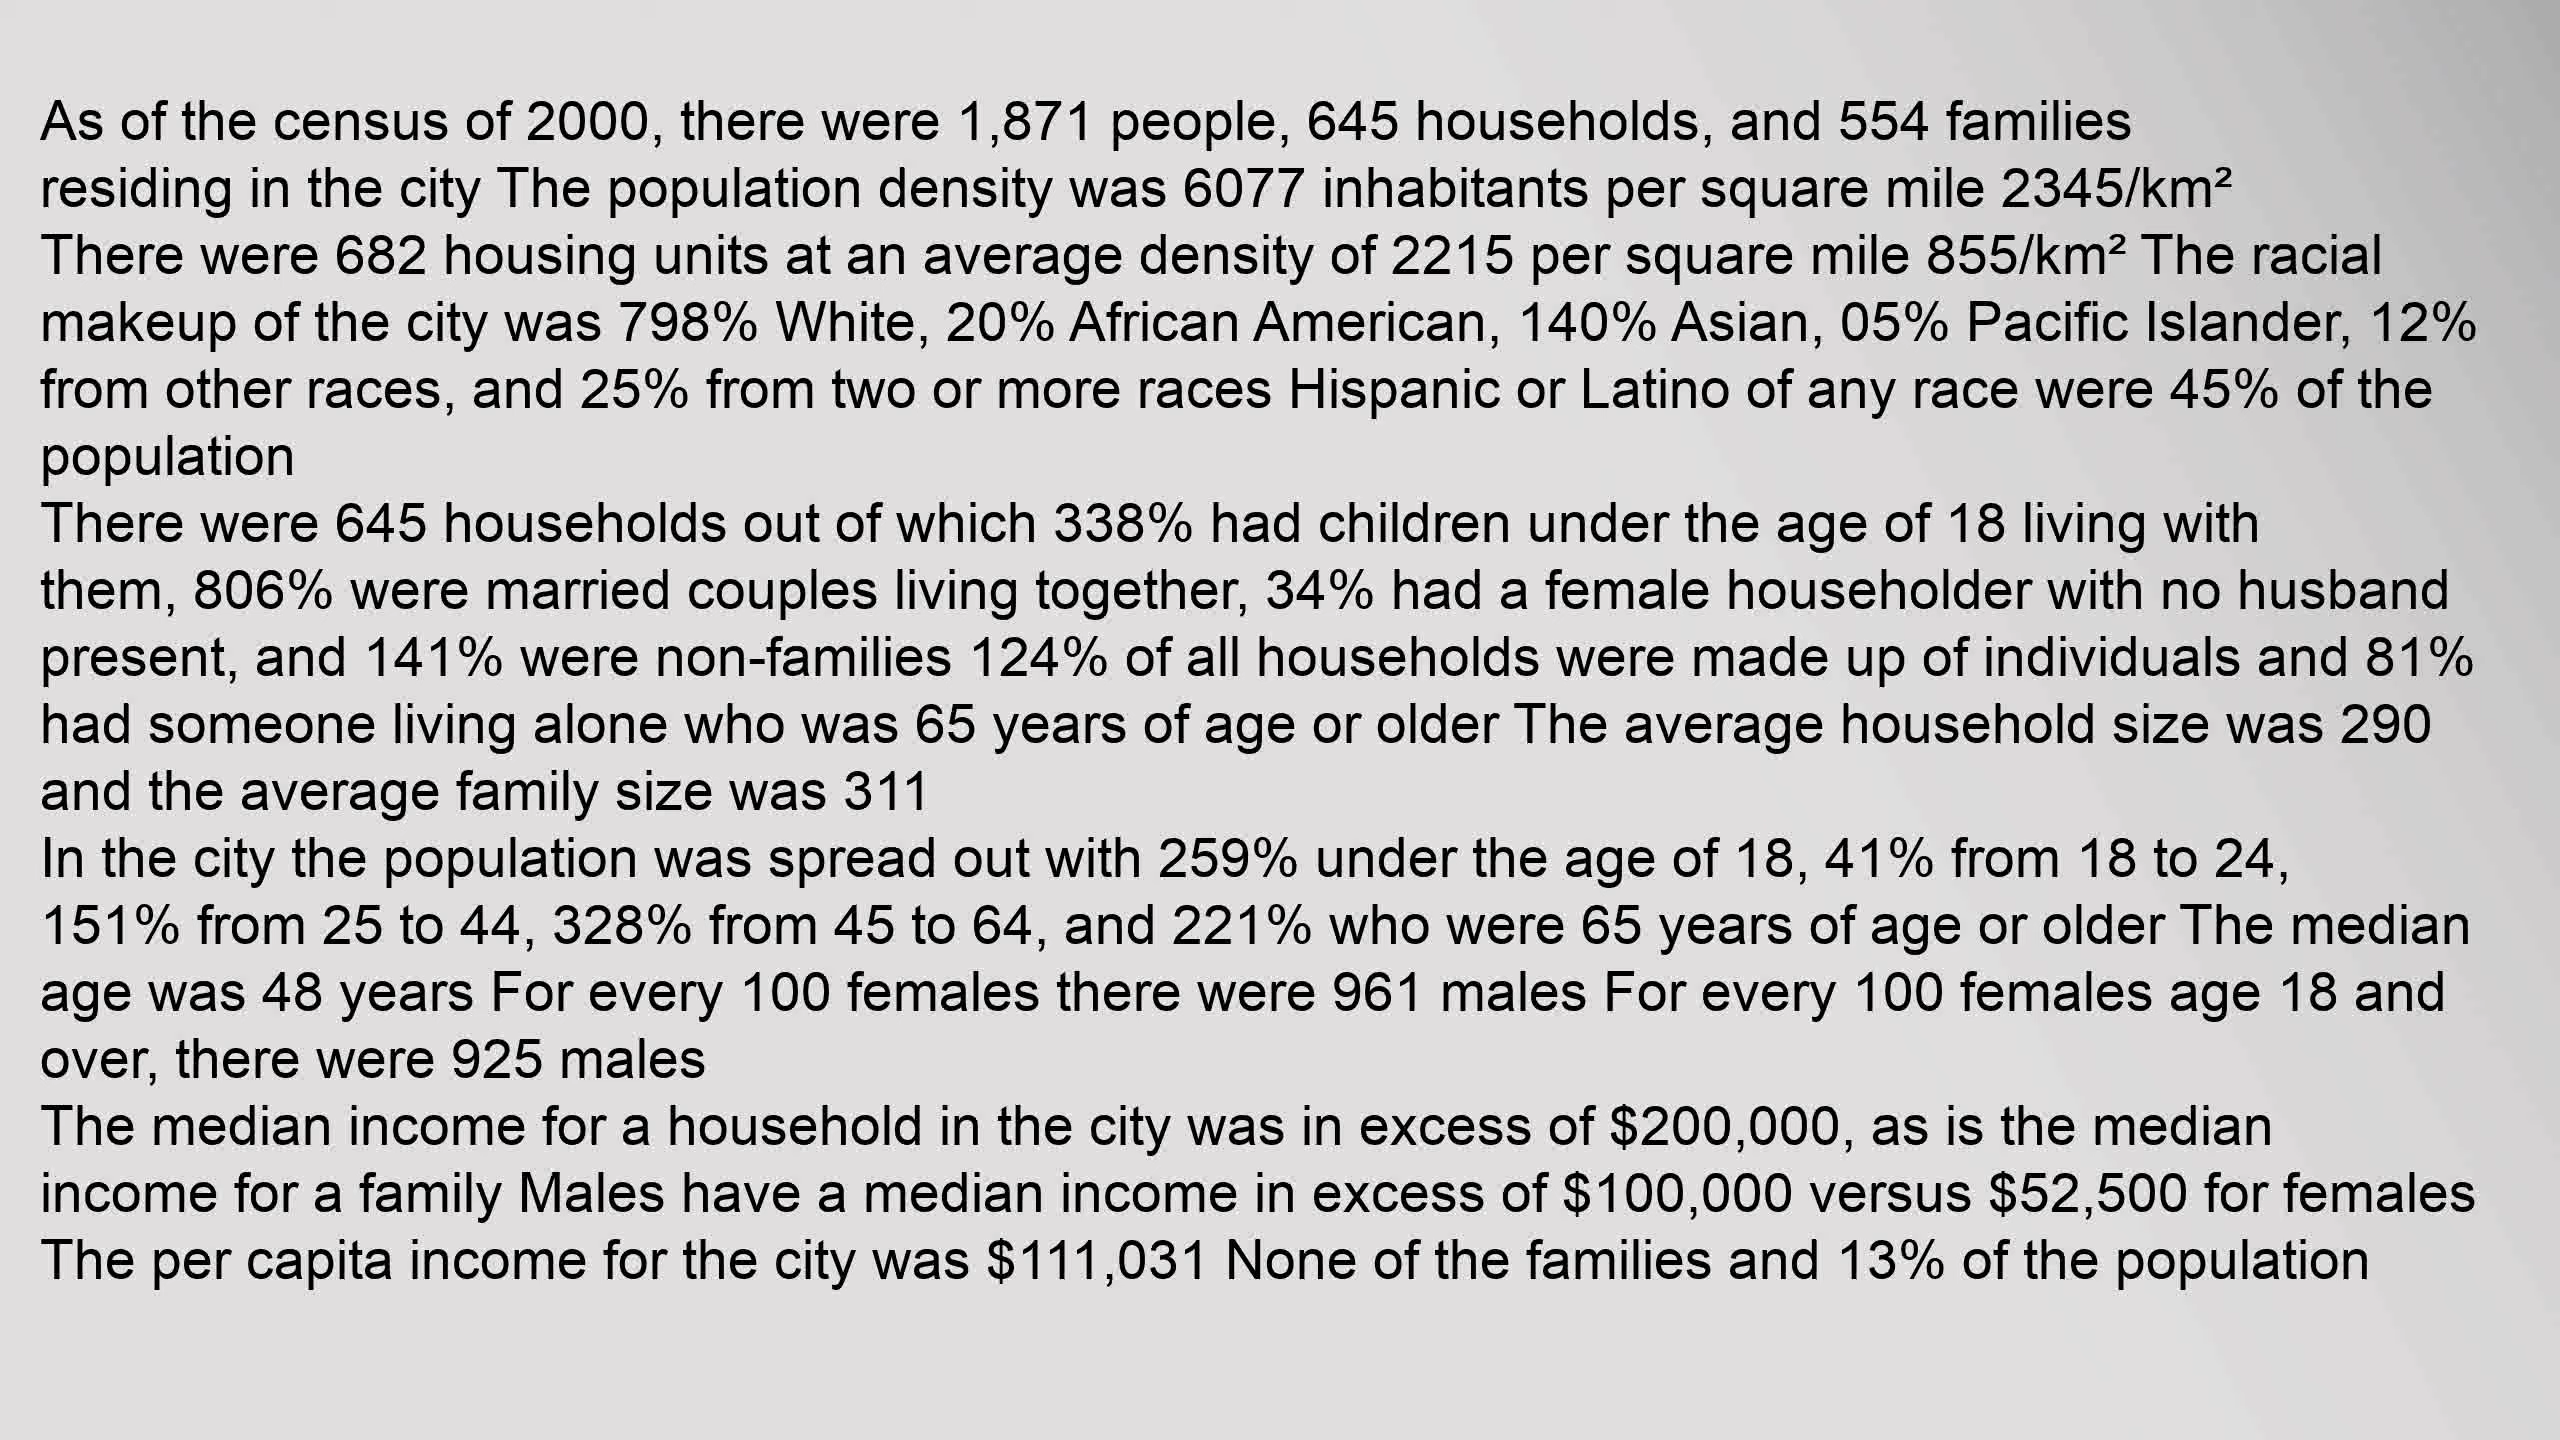 As of the census of 2000, there were 1,871 people, 645 households, and 554 families
residing in the city The population density was 6077 inhabitants per square mile 2345/km²
There were 682 housing units at an average density of 2215 per square mile 855/km² The racial
makeup of the city was 798% White, 20% African American, 140% Asian, 05% Pacific Islander, 12%
from other races, and 25% from two or more races Hispanic or Latino of any race were 45% of the
population
There were 645 households out of which 338% had children under the age of 18 living with
them, 806% were married couples living together, 34% had a female householder with no husband
present, and 141% were non-families 124% of all households were made up of individuals and 81%
had someone living alone who was 65 years of age or older The average household size was 290
and the average family size was 311
In the city the population was spread out with 259% under the age of 18, 41% from 18 to 24,
151% from 25 to 44, 328% from 45 to 64, and 221% who were 65 years of age or older The median
age was 48 years For every 100 females there were 961 males For every 100 females age 18 and
over, there were 925 males
The median income for a household in the city was in excess of $200,000, as is the median
income for a family Males have a median income in excess of $100,000 versus $52,500 for females
The per capita income for the city was $111,031 None of the families and 13% of the population